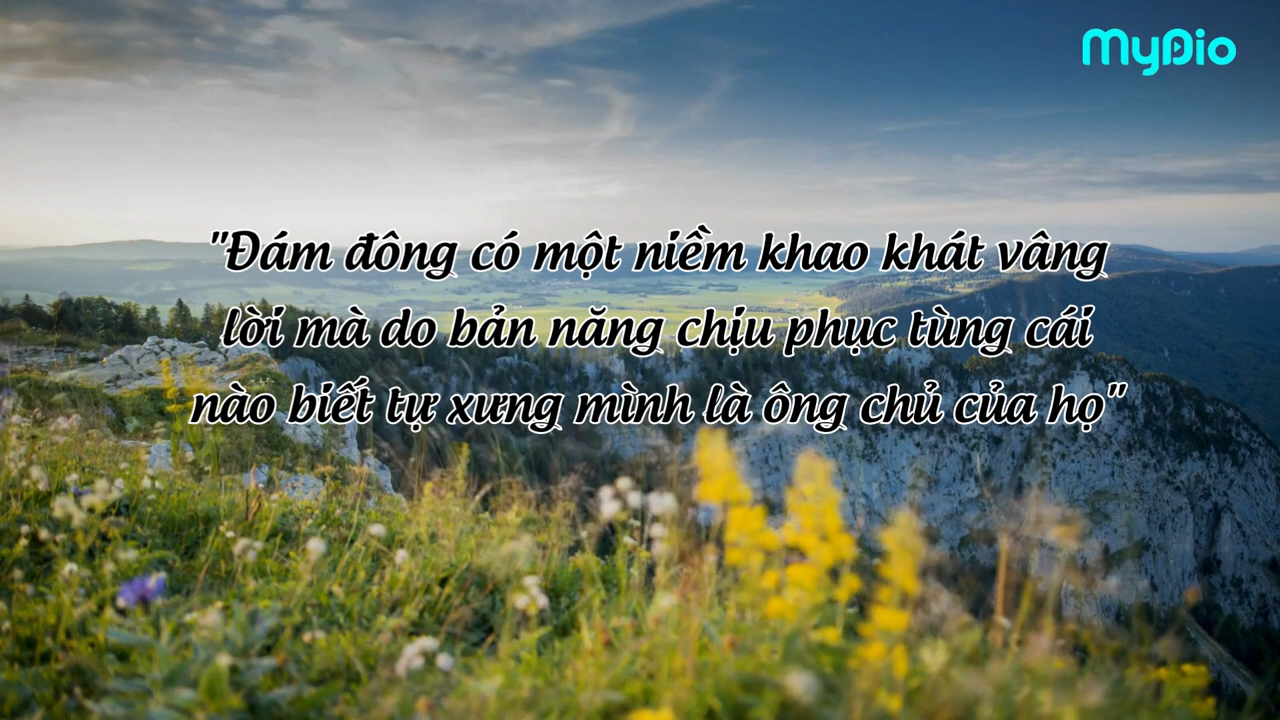 MyDio
"Đám đông có một niềm khao khát vâng
lời mà do bản năng chịu phục tùng cái
nào biết tự xưng mình là ông chủ của họ"